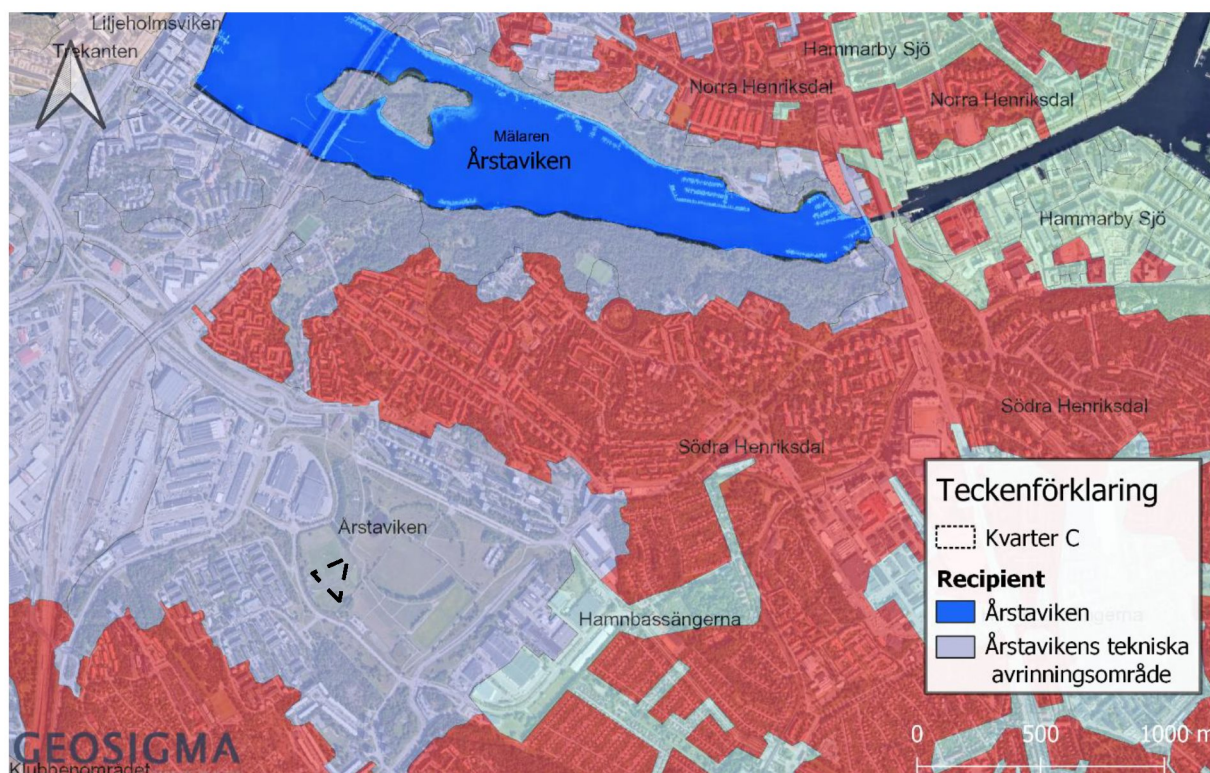 Liljeholmsviken
Trekanten
Hammarby Sjö
Norra Henriksdal
Norra Henriksdal
Mälaren
Årstaviken
Hammarby Sjö
Södra Henriksdal
Södra Henriksdal
Årstaviken
Hamnbassängerna
Teckenförklaring
Kvarter C
Recipient
Årstaviken
Årstavikens tekniska
avrinningsområde
0 500 1000 m
GEOSIGMA
Klubbenområdet